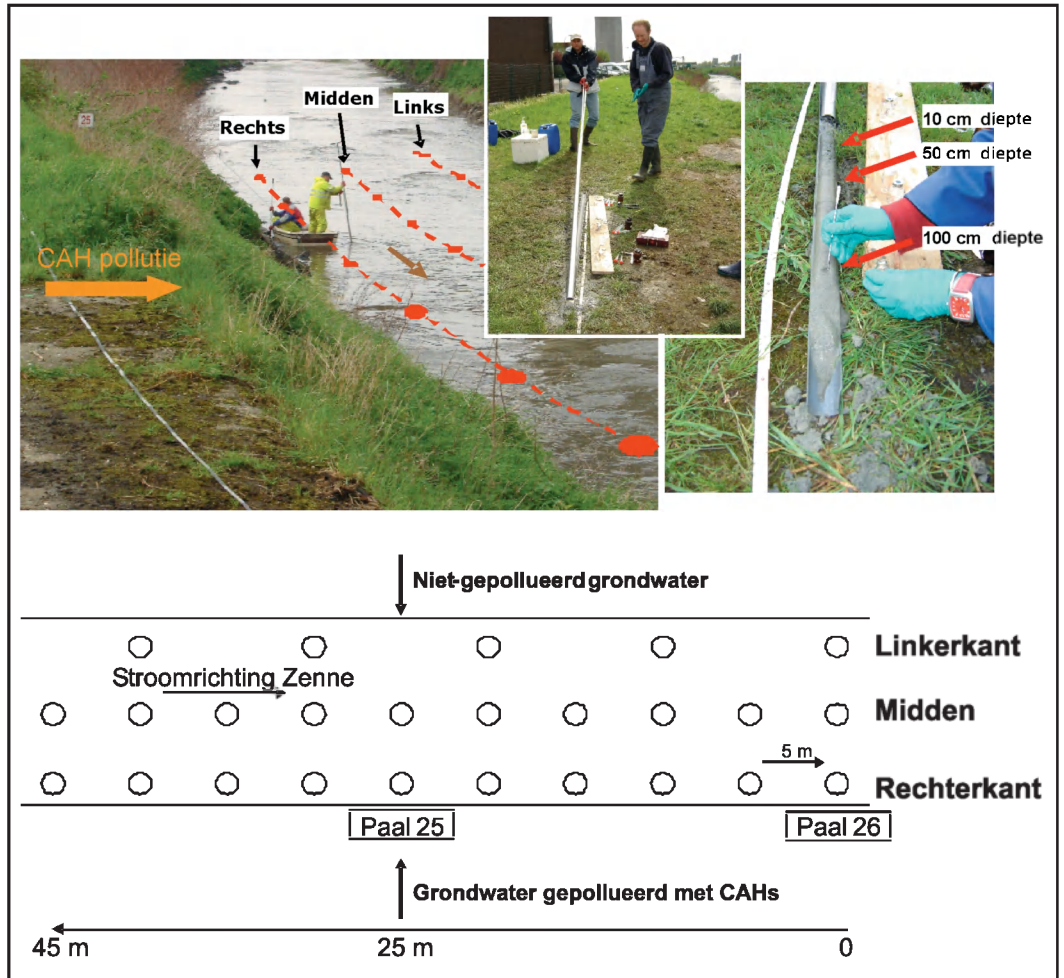 25
Rechts
Midden
Links
CAH pollutie
10 cm diepte
50 cm diepte
100 cm diepte
Niet-gepollueerd grondwater
Linkerkant
Stroomrichting Zenne
Midden
5 m
Rechterkant
Paal 25
Paal 26
Grondwater gepollueerd met CAHs
45 m
25 m
0